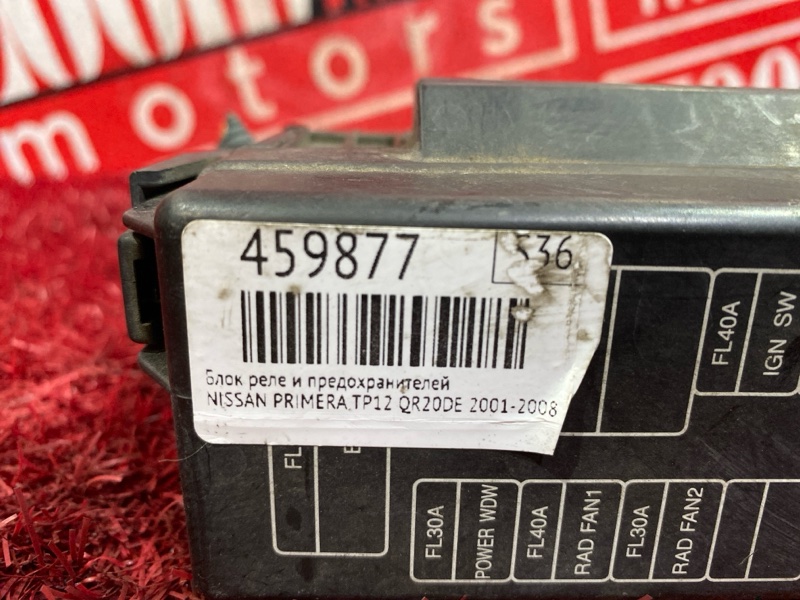 motors
459877
Блок реле и предохранителей
NISSAN PRIMERA TP12 QR20DE 2001-2008
FL40A
IGN SW
FL30A
POWER WDW
FL40A
RAD FAN1
FL30A
RAD FAN2